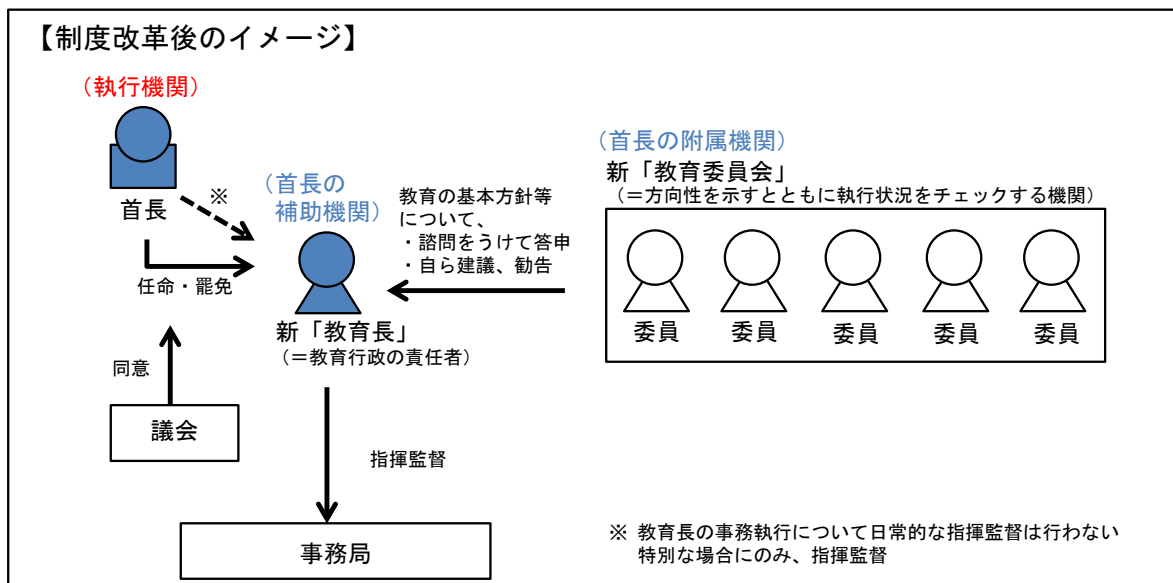 【制度改革後のイメージ】
（執行機関）
首長
※
任命・罷免
同意
議会
（首長の
補助機関）
新「教育長」
（＝教育行政の責任者）
指揮監督
事務局
教育の基本方針等
について、
・諮問をうけて答申
・自ら建議、勧告
（首長の附属機関）
新「教育委員会」
（＝方向性を示すとともに執行状況をチェックする機関）
委員 委員 委員 委員 委員
※ 教育長の事務執行について日常的な指揮監督は行わない
特別な場合にのみ、指揮監督